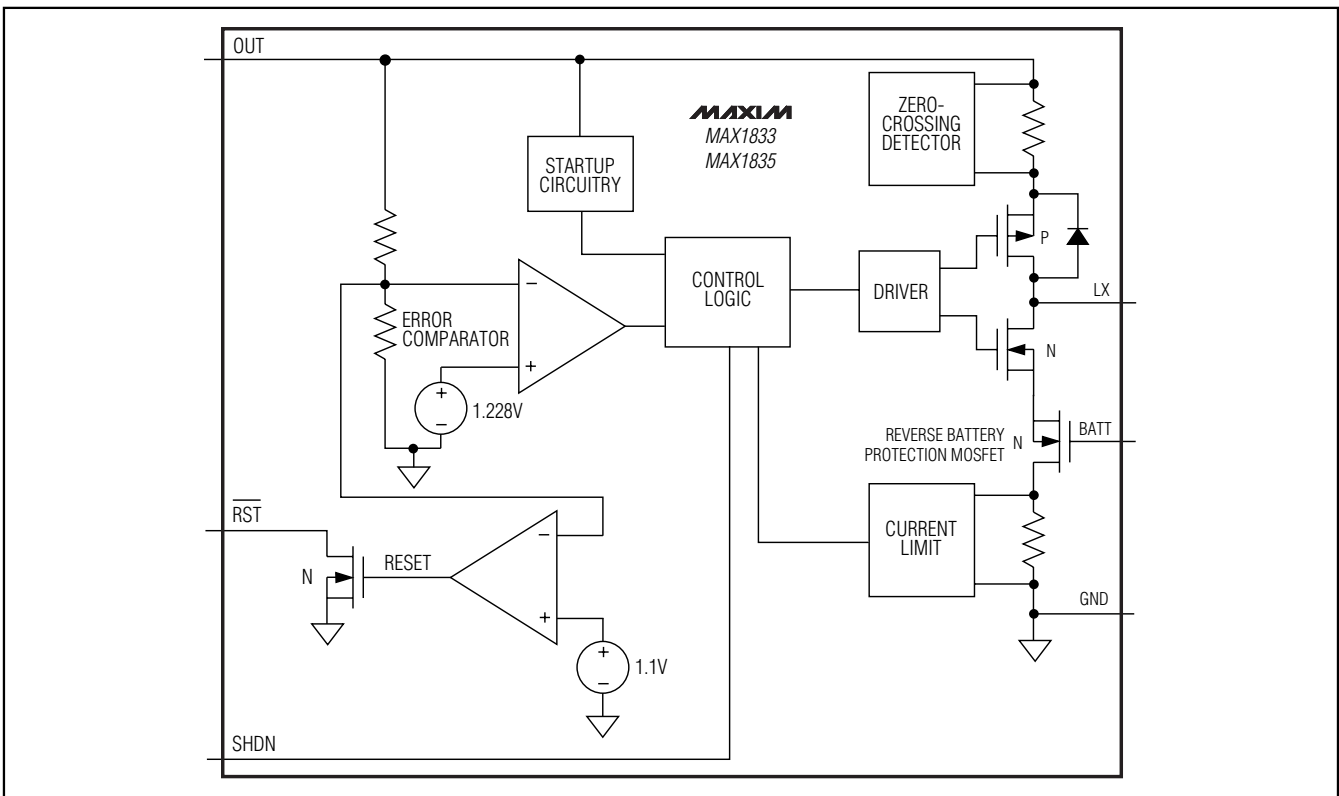 OUT
MAXIM
MAX1833
MAX1835
ZERO-
CROSSING
DETECTOR
STARTUP
CIRCUITRY
P
CONTROL
LOGIC
DRIVER
LX
−
ERROR
COMPARATOR
+
N
+
−
1.228V
REVERSE BATTERY
PROTECTION MOSFET
N
BATT
RST
−
CURRENT
LIMIT
N
RESET
+
GND
+
−
1.1V
SHDN